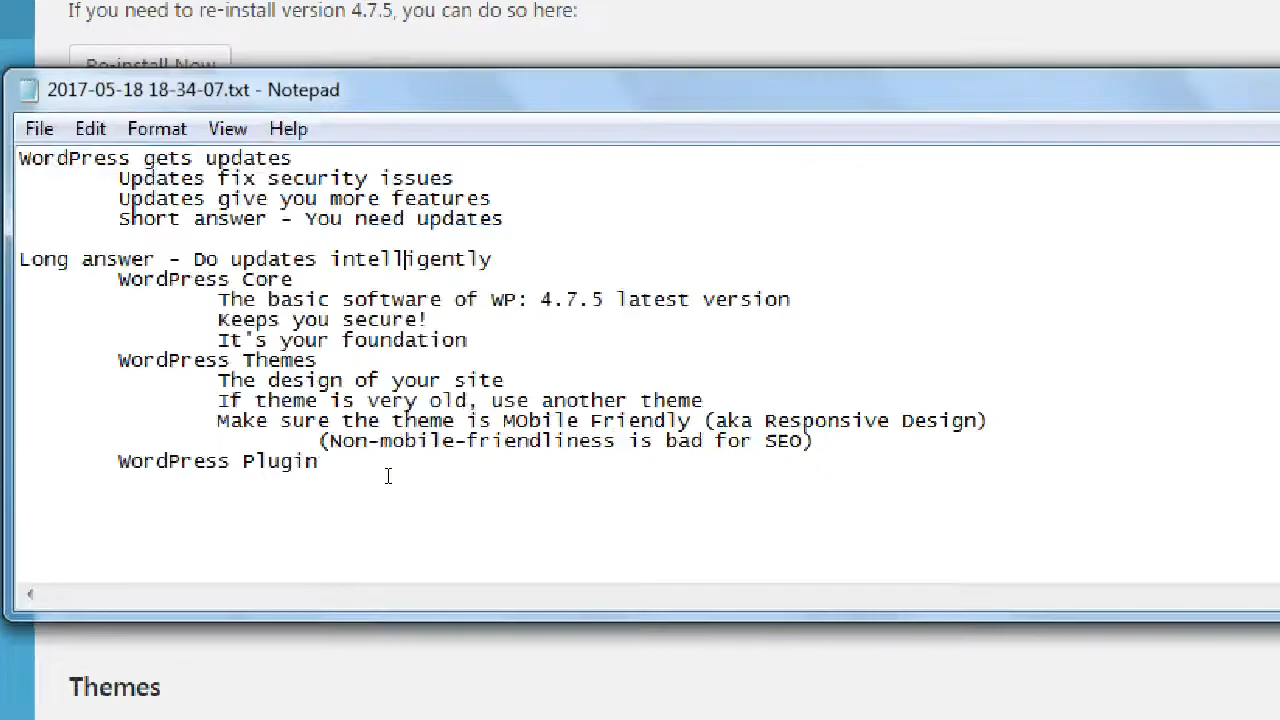 If you need to re-install version 4.7.5, you can do so here:
Re-install Now
2017-05-18 18-34-07.txt - Notepad
File Edit Format View Help
WordPress gets updates
Updates fix security issues
Updates give you more features
Short answer - You need updates
Long answer - Do updates intelligently
WordPress Core
The basic software of WP: 4.7.5 latest version
Keeps you secure!
It's your foundation
WordPress Themes
The design of your site
If theme is very old, use another theme
Make sure the theme is MObile Friendly (aka Responsive Design)
(Non-mobile-friendliness is bad for SEO)
WordPress Plugin
Themes